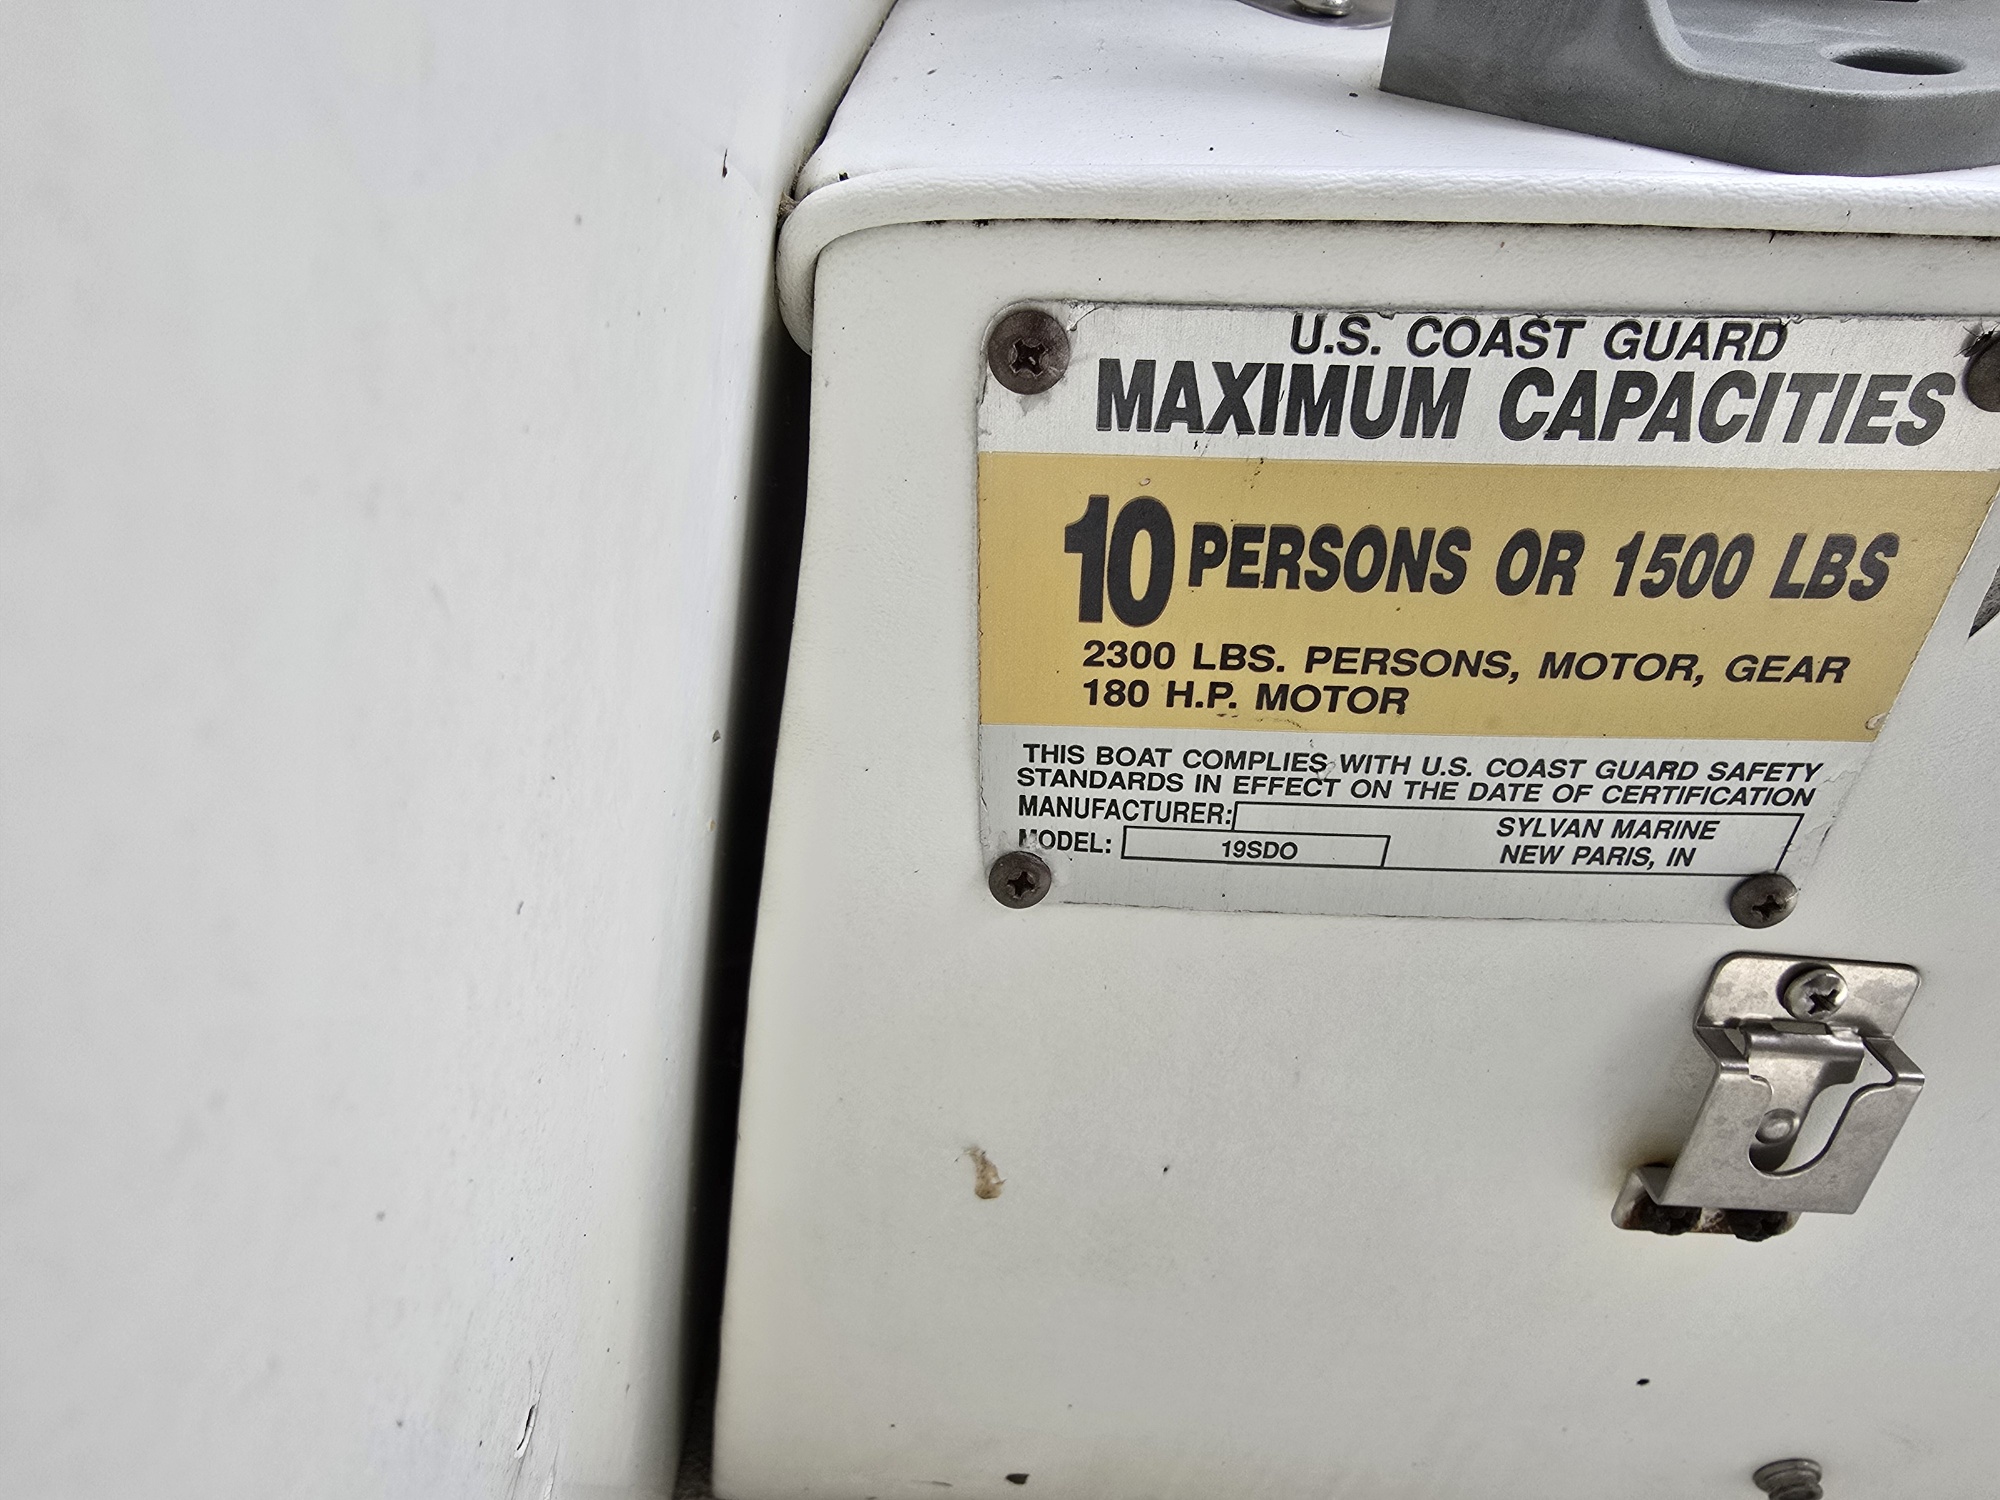 U.S. COAST GUARD
MAXIMUM CAPACITIES
10 PERSONS OR 1500 LBS
2300 LBS. PERSONS, MOTOR, GEAR
180 H.P. MOTOR
THIS BOAT COMPLIES WITH U.S. COAST GUARD SAFETY
STANDARDS IN EFFECT ON THE DATE OF CERTIFICATION
MANUFACTURER: SYLVAN MARINE
MODEL: 19SDO NEW PARIS, IN